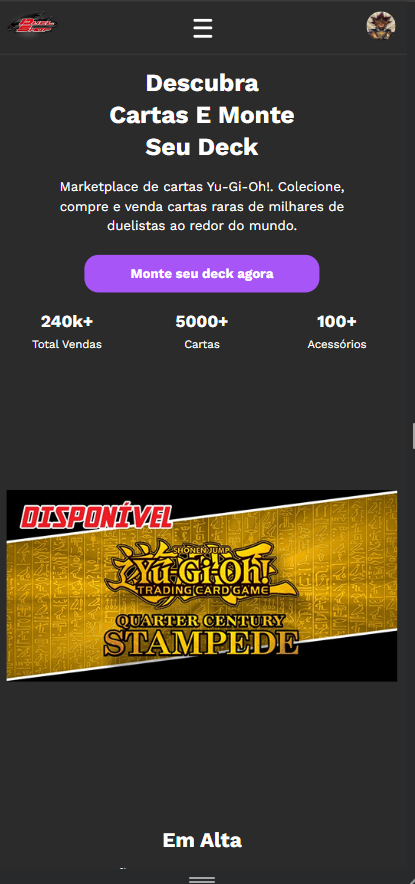 DUEL
SHOP
Descubra
Cartas E Monte
Seu Deck
Marketplace de cartas Yu-Gi-Oh!. Colecione,
compre e venda cartas raras de milhares de
duelistas ao redor do mundo.
Monte seu deck agora
240k+ 5000+ 100+
Total Vendas Cartas Acessórios
DISPONÍVEL
SHONEN JUMP
Yu-Gi-Oh!
TRADING CARD GAME
QUARTER CENTURY
STAMPEDE
Em Alta